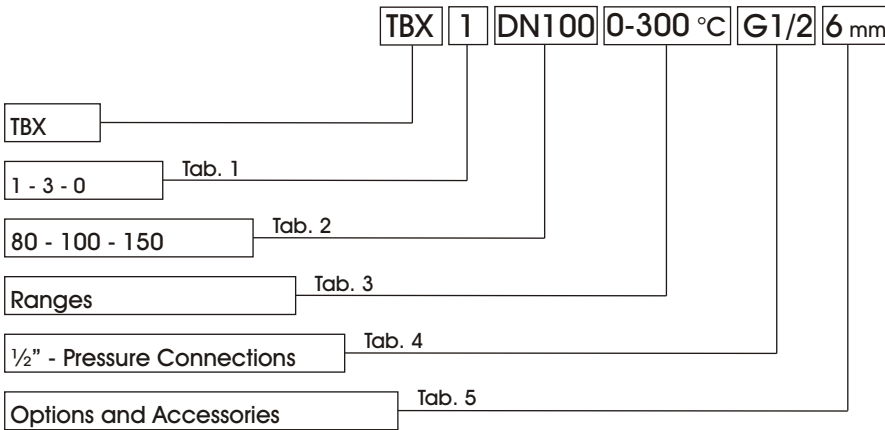 TBX 1 DN100 0-300 °C G1/2 6 mm
TBX
1 - 3 - 0 Tab. 1
80 - 100 - 150 Tab. 2
Ranges Tab. 3
½” - Pressure Connections Tab. 4
Options and Accessories Tab. 5